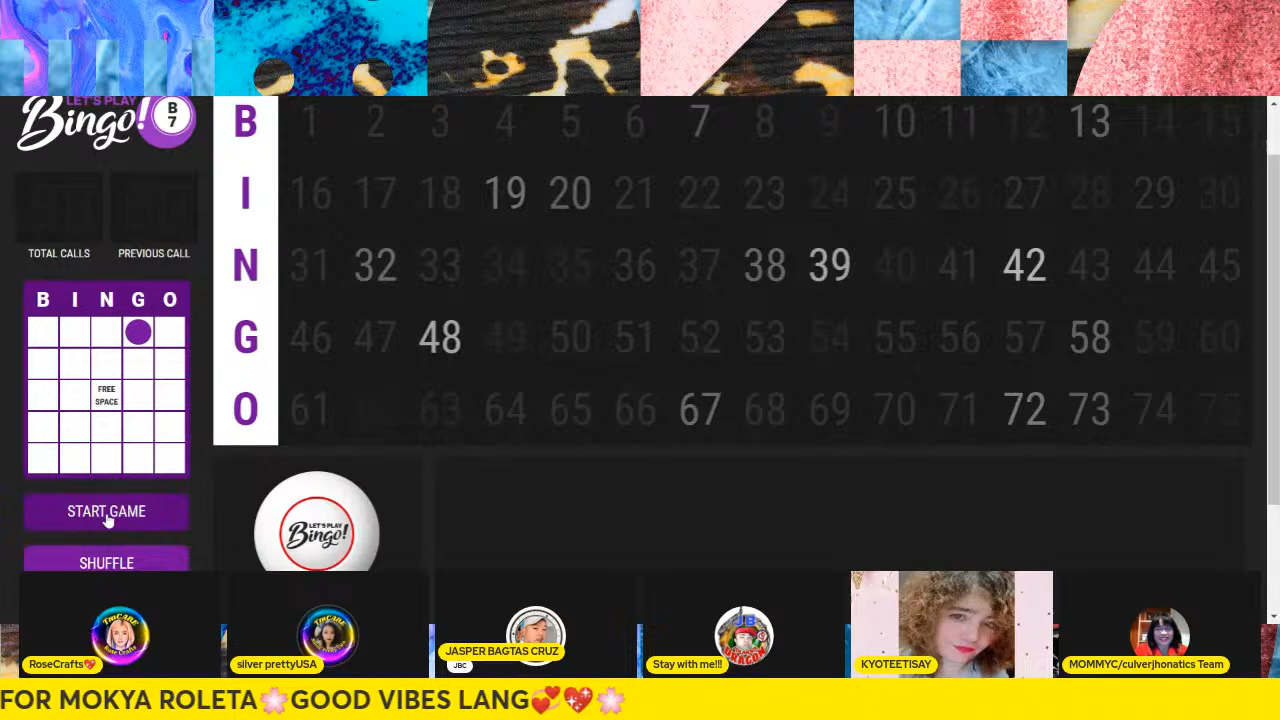 LET'S PLAY
Bingo!
B
7
TOTAL CALLS
PREVIOUS CALL
B I N G O
FREE
SPACE
START GAME
SHUFFLE
B 1 2 3 4 5 6 7 8 9 10 11 12 13 14 15
I 16 17 18 19 20 21 22 23 24 25 26 27 28 29 30
N 31 32 33 34 35 36 37 38 39 40 41 42 43 44 45
G 46 47 48 49 50 51 52 53 54 55 56 57 58 59 60
O 61 63 64 65 66 67 68 69 70 71 72 73 74 75
LET'S PLAY
Bingo!
RoseCrafts💖
siilver prettyUSA
JASPER BAGTAS CRUZ
JBC
Stay with me!!!
KYOTEETISAY
MOMMYC/culverjhonatics Team
FOR MOKYA ROLETA🌸GOOD VIBES LANG💞💖🌸